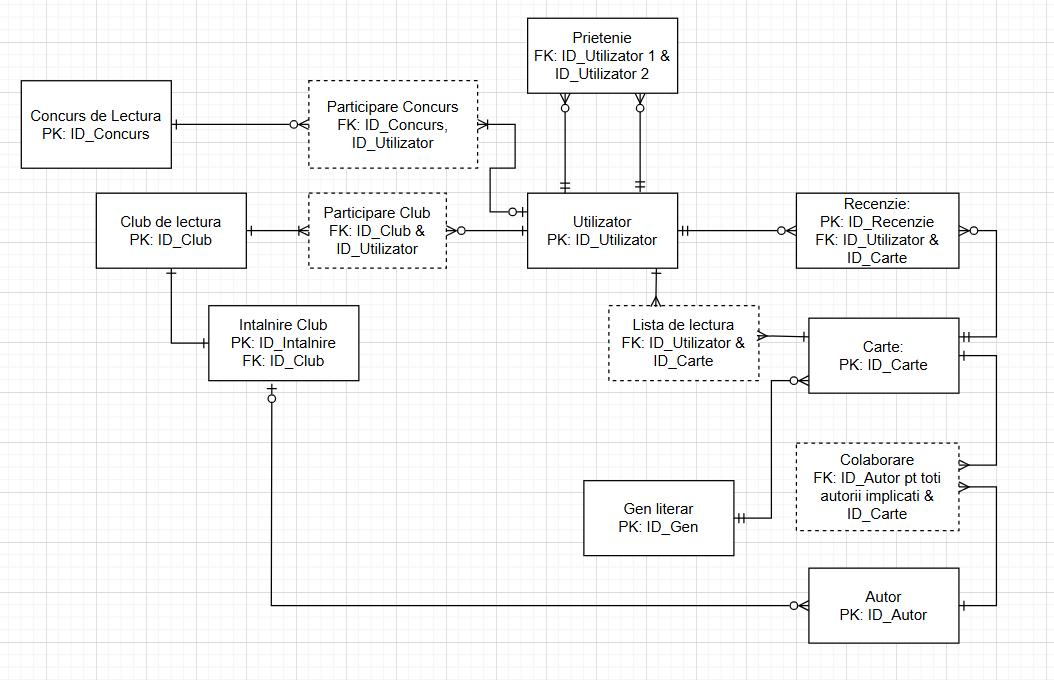 Prietenie
FK: ID_Utilizator 1 &
ID_Utilizator 2
Concurs de Lectura
PK: ID_Concurs
Participare Concurs
FK: ID_Concurs,
ID_Utilizator
Club de lectura
PK: ID_Club
Participare Club
FK: ID_Club &
ID_Utilizator
Utilizator
PK: ID_Utilizator
Recenzie:
PK: ID_Recenzie
FK: ID_Utilizator &
ID_Carte
Intalnire Club
PK: ID_Intalnire
FK: ID_Club
Lista de lectura
FK: ID_Utilizator &
ID_Carte
Carte:
PK: ID_Carte
Colaborare
FK: ID_Autor pt toti
autorii implicati &
ID_Carte
Gen literar
PK: ID_Gen
Autor
PK: ID_Autor